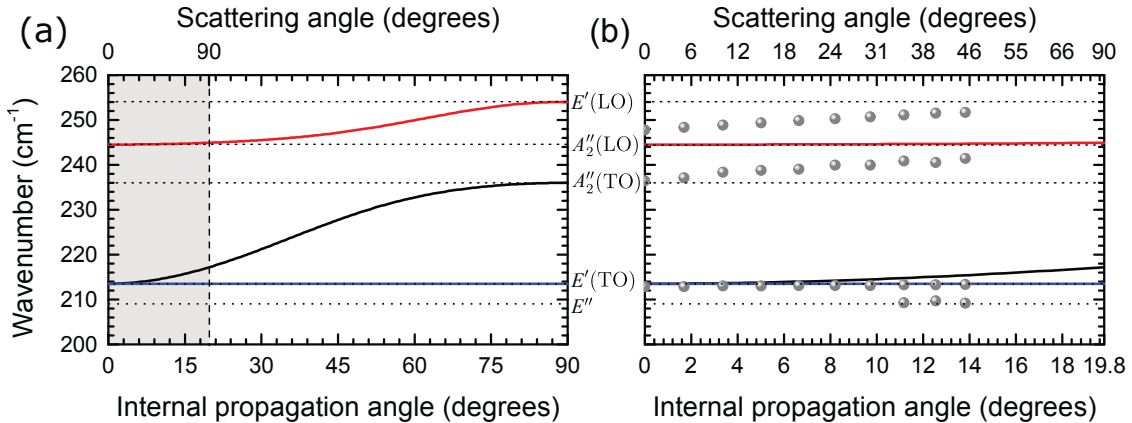 (a)
Scattering angle (degrees)
0 90
260
250
240
230
220
210
200
Wavenumber (cm⁻¹)
0 15 30 45 60 75 90
Internal propagation angle (degrees)
E′(LO)
A₂″(LO)
A₂″(TO)
E′(TO)
E″
(b)
Scattering angle (degrees)
0 6 10 18 24 31 38 46 55 66 90
0 2 4 6 8 10 12 14 16 18 19.8
Internal propagation angle (degrees)